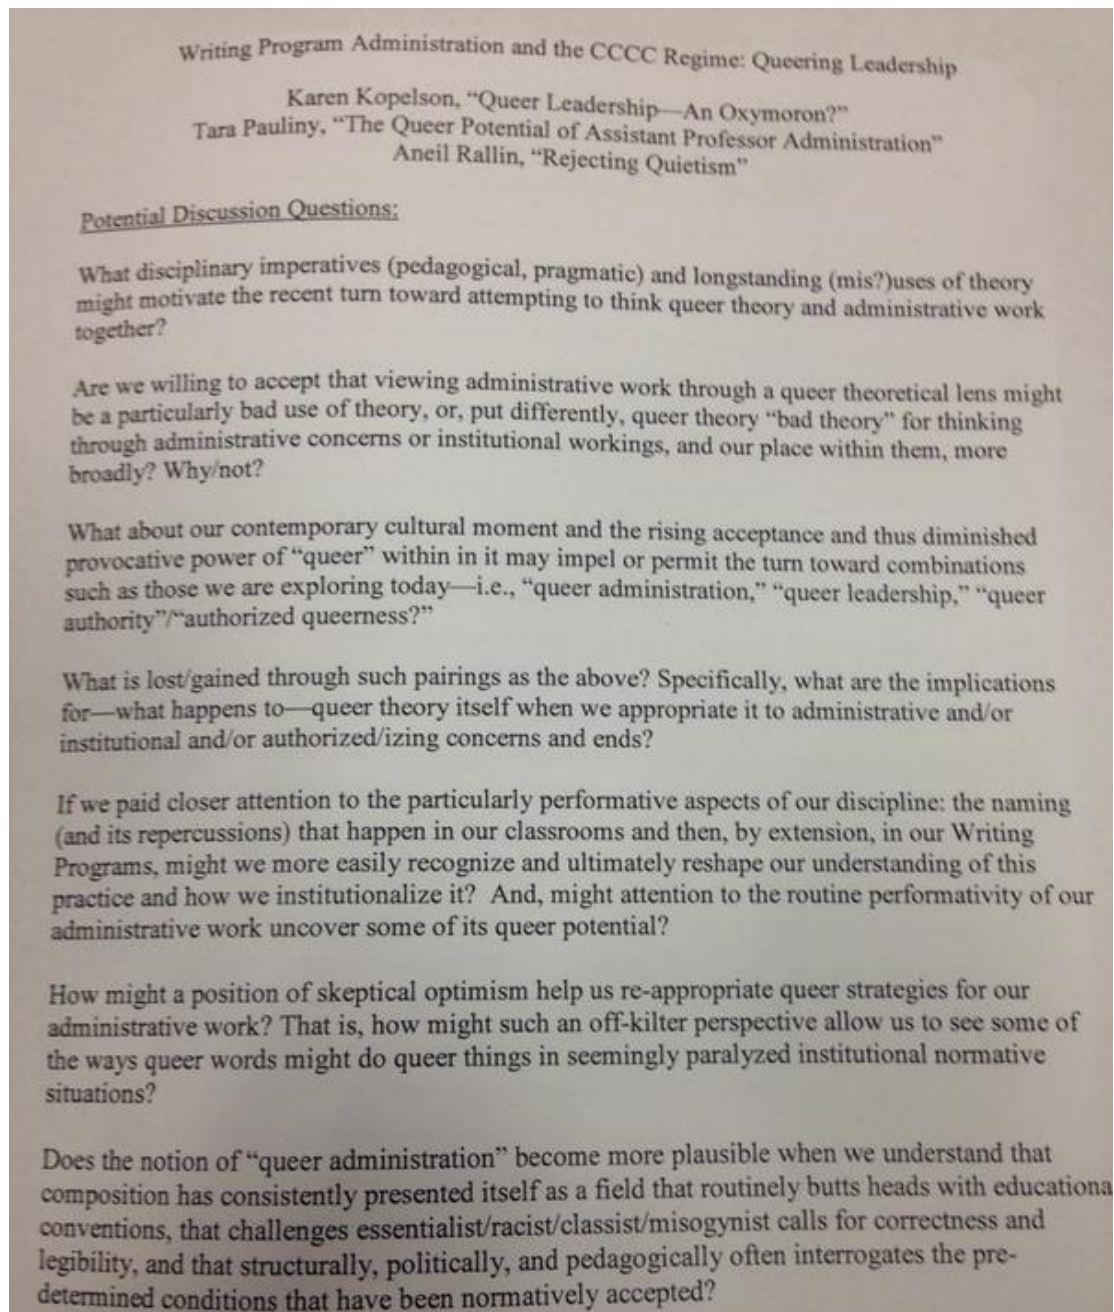 Writing Program Administration and the CCCC Regime: Queering Leadership
Karen Kopelson, “Queer Leadership—An Oxymoron?”
Tara Pauliny, “The Queer Potential of Assistant Professor Administration”
Aneil Rallin, “Rejecting Quietism”
Potential Discussion Questions:
What disciplinary imperatives (pedagogical, pragmatic) and longstanding (mis?)uses of theory
might motivate the recent turn toward attempting to think queer theory and administrative work
together?
Are we willing to accept that viewing administrative work through a queer theoretical lens might
be a particularly bad use of theory, or, put differently, queer theory “bad theory” for thinking
through administrative concerns or institutional workings, and our place within them, more
broadly? Why/not?
What about our contemporary cultural moment and the rising acceptance and thus diminished
provocative power of “queer” within in it may impel or permit the turn toward combinations
such as those we are exploring today—i.e., “queer administration,” “queer leadership,” “queer
authority”/“authorized queerness?”
What is lost/gained through such pairings as the above? Specifically, what are the implications
for—what happens to—queer theory itself when we appropriate it to administrative and/or
institutional and/or authorized/izing concerns and ends?
If we paid closer attention to the particularly performative aspects of our discipline: the naming
(and its repercussions) that happen in our classrooms and then, by extension, in our Writing
Programs, might we more easily recognize and ultimately reshape our understanding of this
practice and how we institutionalize it? And, might attention to the routine performativity of our
administrative work uncover some of its queer potential?
How might a position of skeptical optimism help us re-appropriate queer strategies for our
administrative work? That is, how might such an off-kilter perspective allow us to see some of
the ways queer words might do queer things in seemingly paralyzed institutional normative
situations?
Does the notion of “queer administration” become more plausible when we understand that
composition has consistently presented itself as a field that routinely butts heads with educationa
conventions, that challenges essentialist/racist/classist/misogynist calls for correctness and
legibility, and that structurally, politically, and pedagogically often interrogates the pre-
determined conditions that have been normatively accepted?